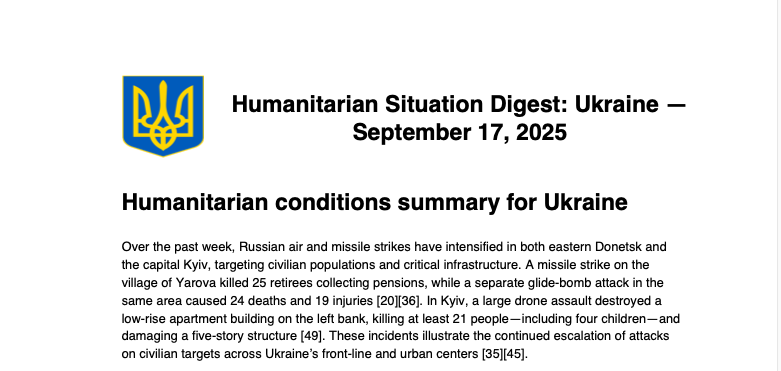 Humanitarian Situation Digest: Ukraine —
September 17, 2025
Humanitarian conditions summary for Ukraine
Over the past week, Russian air and missile strikes have intensified in both eastern Donetsk and
the capital Kyiv, targeting civilian populations and critical infrastructure. A missile strike on the
village of Yarova killed 25 retirees collecting pensions, while a separate glide-bomb attack in the
same area caused 24 deaths and 19 injuries [20][36]. In Kyiv, a large drone assault destroyed a
low-rise apartment building on the left bank, killing at least 21 people—including four children—and
damaging a five-story structure [49]. These incidents illustrate the continued escalation of attacks
on civilian targets across Ukraine’s front-line and urban centers [35][45].